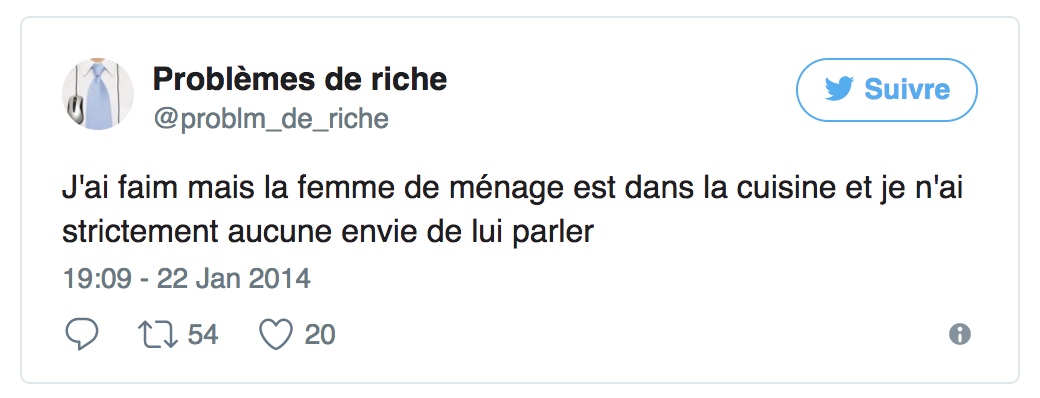 Problèmes de riche
@problm_de_riche
Suivre
J'ai faim mais la femme de ménage est dans la cuisine et je n'ai
strictement aucune envie de lui parler
19:09 - 22 Jan 2014
54
20